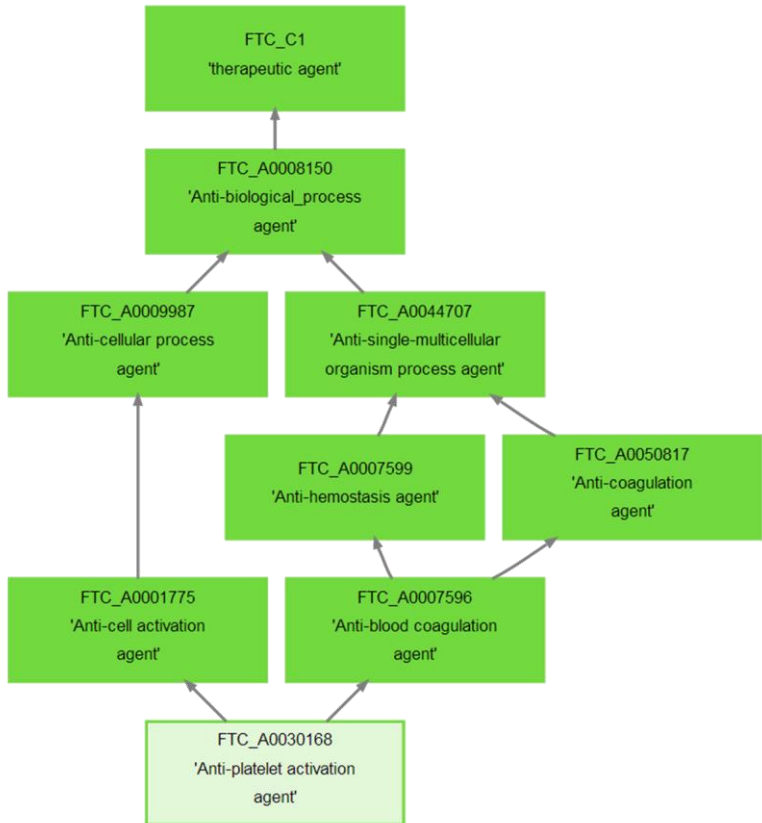 FTC_C1
'therapeutic agent'
FTC_A0008150
'Anti-biological_process
agent'
FTC_A0009987
'Anti-cellular process
agent'
FTC_A0044707
'Anti-single-multicellular
organism process agent'
FTC_A0007599
'Anti-hemostasis agent'
FTC_A0050817
'Anti-coagulation
agent'
FTC_A0001775
'Anti-cell activation
agent'
FTC_A0007596
'Anti-blood coagulation
agent'
FTC_A0030168
'Anti-platelet activation
agent'